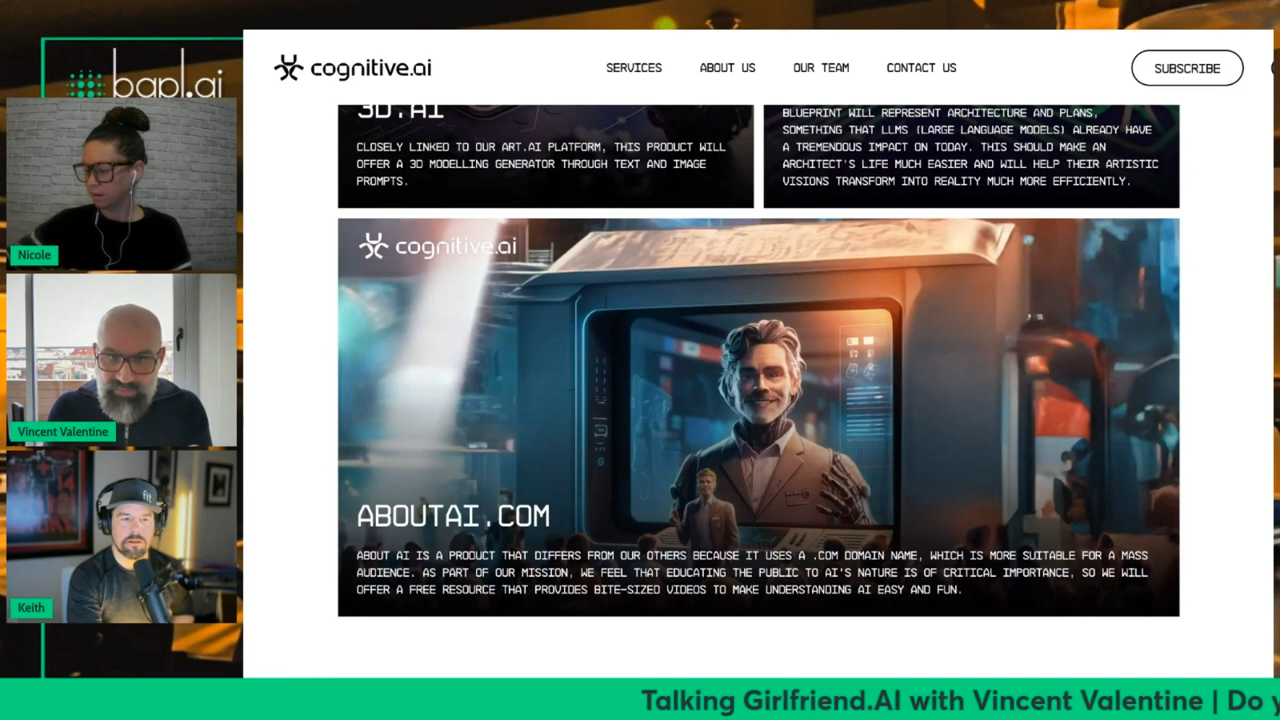 bapl.ai
Nicole
Vincent Valentine
fit
Keith
cognitive.ai
SERVICES
ABOUT US
OUR TEAM
CONTACT US
SUBSCRIBE
3D.AI
CLOSELY LINKED TO OUR ART.AI PLATFORM, THIS PRODUCT WILL
OFFER A 3D MODELLING GENERATOR THROUGH TEXT AND IMAGE
PROMPTS.
BLUEPRINT WILL REPRESENT ARCHITECTURE AND PLANS,
SOMETHING THAT LLMS (LARGE LANGUAGE MODELS) ALREADY HAVE
A TREMENDOUS IMPACT ON TODAY. THIS SHOULD MAKE AN
ARCHITECT'S LIFE MUCH EASIER AND WILL HELP THEIR ARTISTIC
VISIONS TRANSFORM INTO REALITY MUCH MORE EFFICIENTLY.
cognitive.ai
ABOUTAI.COM
ABOUT AI IS A PRODUCT THAT DIFFERS FROM OUR OTHERS BECAUSE IT USES A .COM DOMAIN NAME, WHICH IS MORE SUITABLE FOR A MASS
AUDIENCE. AS PART OF OUR MISSION, WE FEEL THAT EDUCATING THE PUBLIC TO AI'S NATURE IS OF CRITICAL IMPORTANCE, SO WE WILL
OFFER A FREE RESOURCE THAT PROVIDES BITE-SIZED VIDEOS TO MAKE UNDERSTANDING AI EASY AND FUN.
Talking Girlfriend.AI with Vincent Valentine | Do